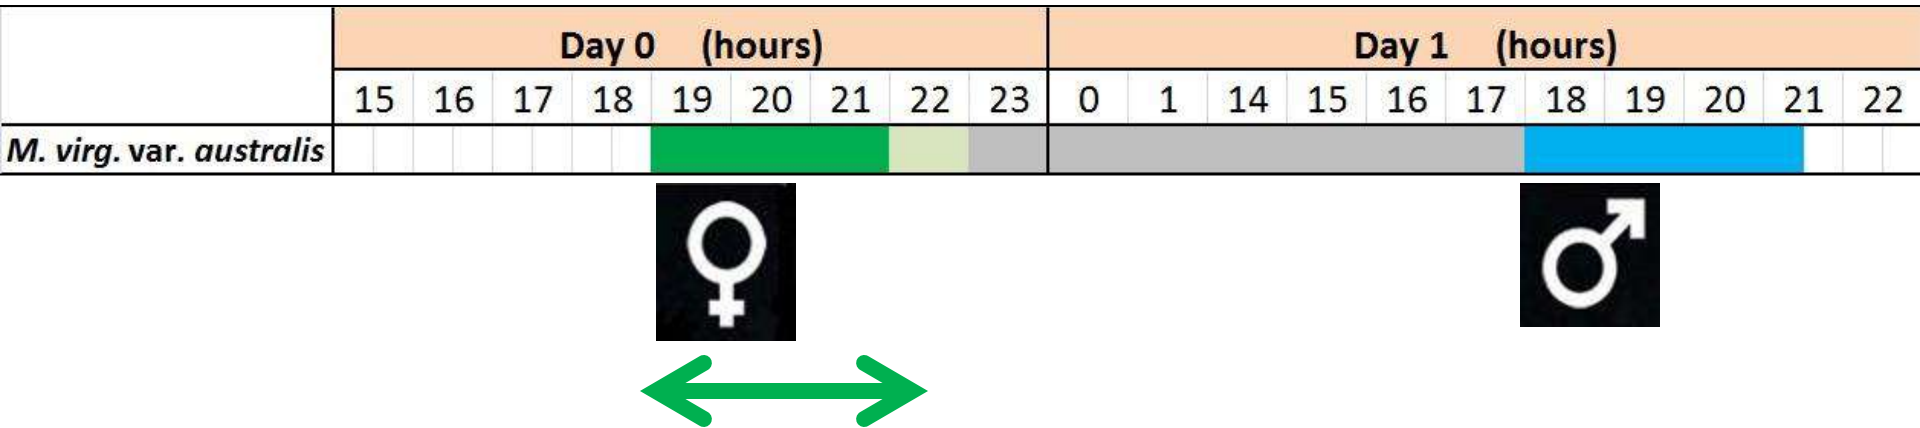 Day 0 (hours) Day 1 (hours)
15 16 17 18 19 20 21 22 23 0 1 14 15 16 17 18 19 20 21 22
M. virg. var. australis